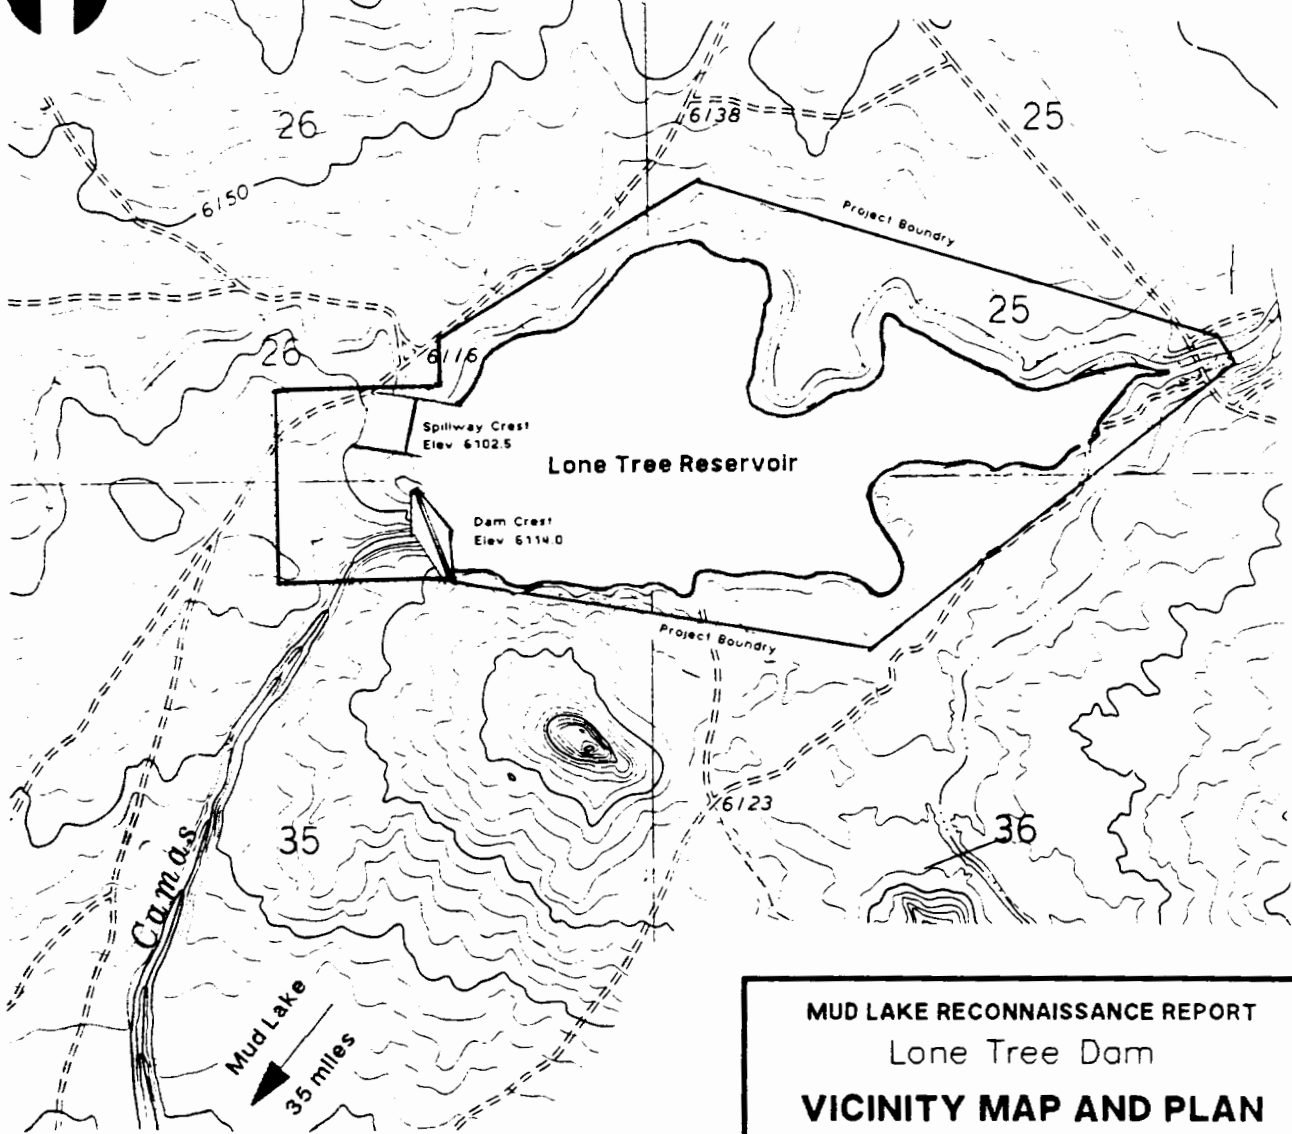 6138
26
25
6150
Project Boundry
25
26
6116
Spillway Crest
Elev 6102.5
Lone Tree Reservoir
Dam Crest
Elev 6114.0
Project Boundry
6123
35
36
Camas
Mud Lake
35 miles
MUD LAKE RECONNAISSANCE REPORT
Lone Tree Dam
VICINITY MAP AND PLAN